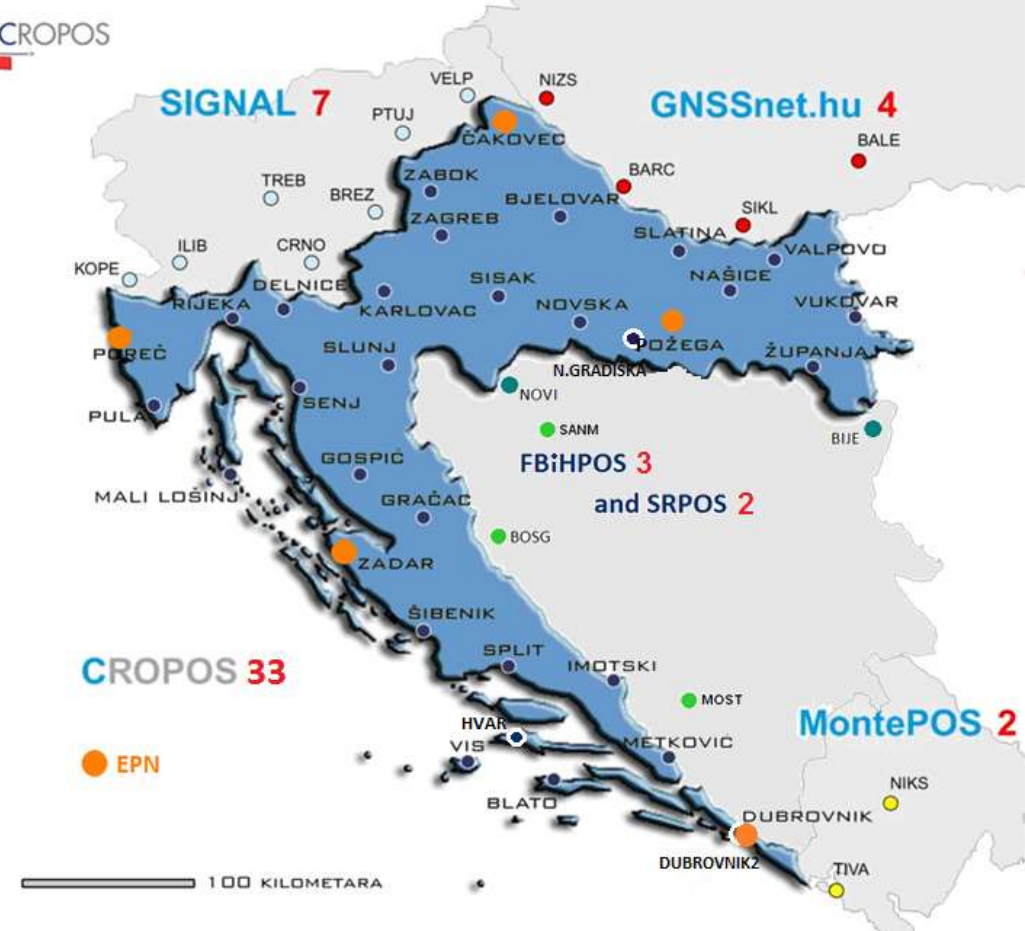 CROPOS
VELP
NIZS
SIGNAL 7
GNSSnet.hu 4
PTUJ
ČAKOVEC
BALE
ZABOK
BARC
TREB
BREZ
BJELOVAR
SIKL
ZAGREB
SLATINA
ILIB
CRNO
VALPOVO
KOPE
DELNICE
SISAK
NAŠICE
RIJEKA
KARLOVAC
NOVSKA
VUKOVAR
POREČ
SLUNJ
POŽEGA
ŽUPANJA
N.GRADIŠKA
PULA
SENJ
NOVI
SANM
BIJE
GOSPIĆ
FBiHPOS 3
MALI LOŠINJ
GRAČAC
and SRPOS 2
BOSG
ZADAR
ŠIBENIK
SPLIT
CROPOS 33
IMOTSKI
MOST
HVAR
MontePOS 2
VIS
METKOVIĆ
EPN
NIKS
BLATO
DUBROVNIK
DUBROVNIK2
TIVA
100 KILOMETARA